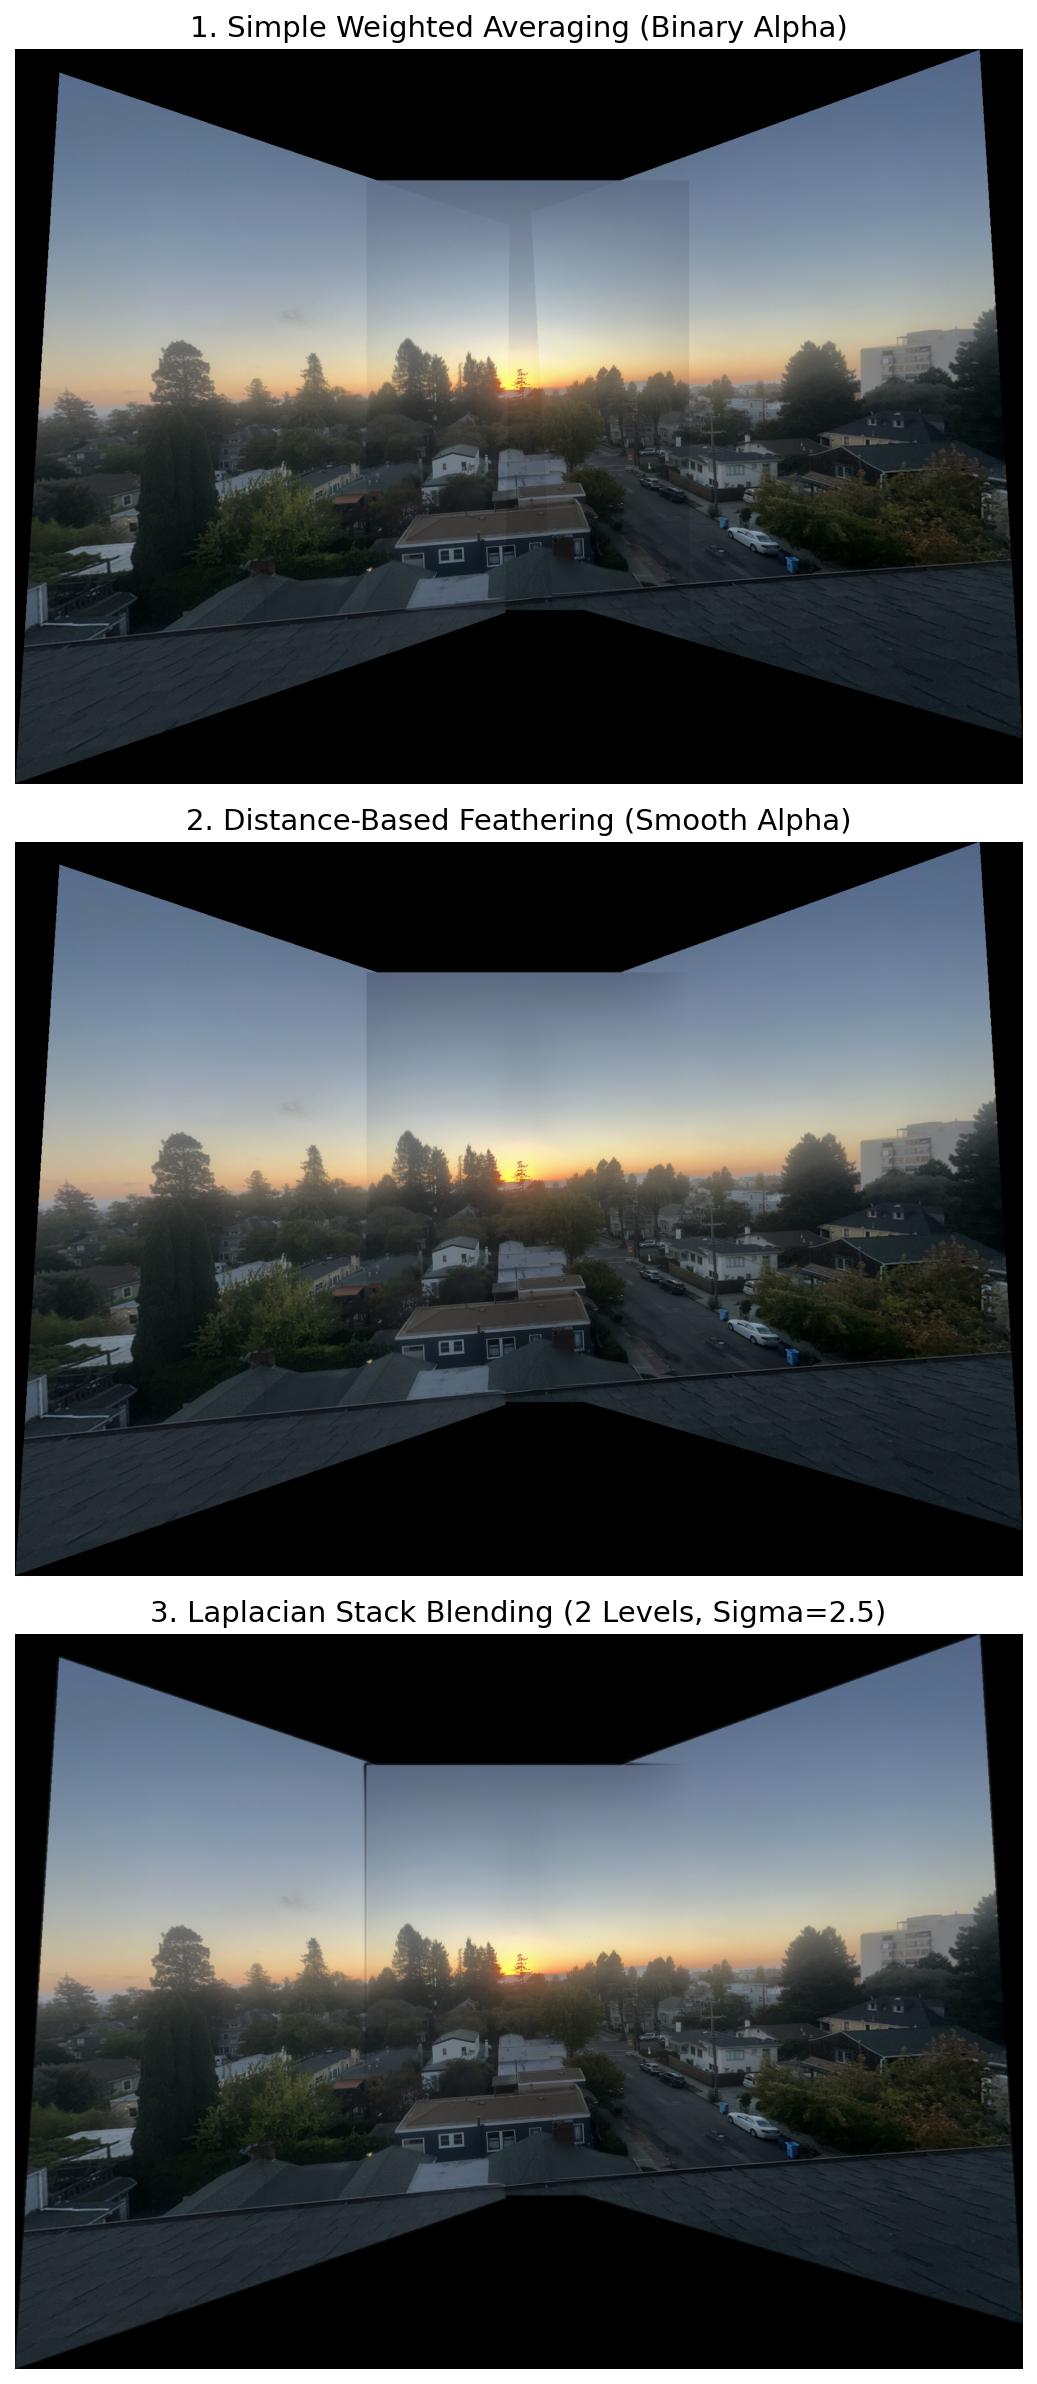 1. Simple Weighted Averaging (Binary Alpha)
2. Distance-Based Feathering (Smooth Alpha)
3. Laplacian Stack Blending (2 Levels, Sigma=2.5)